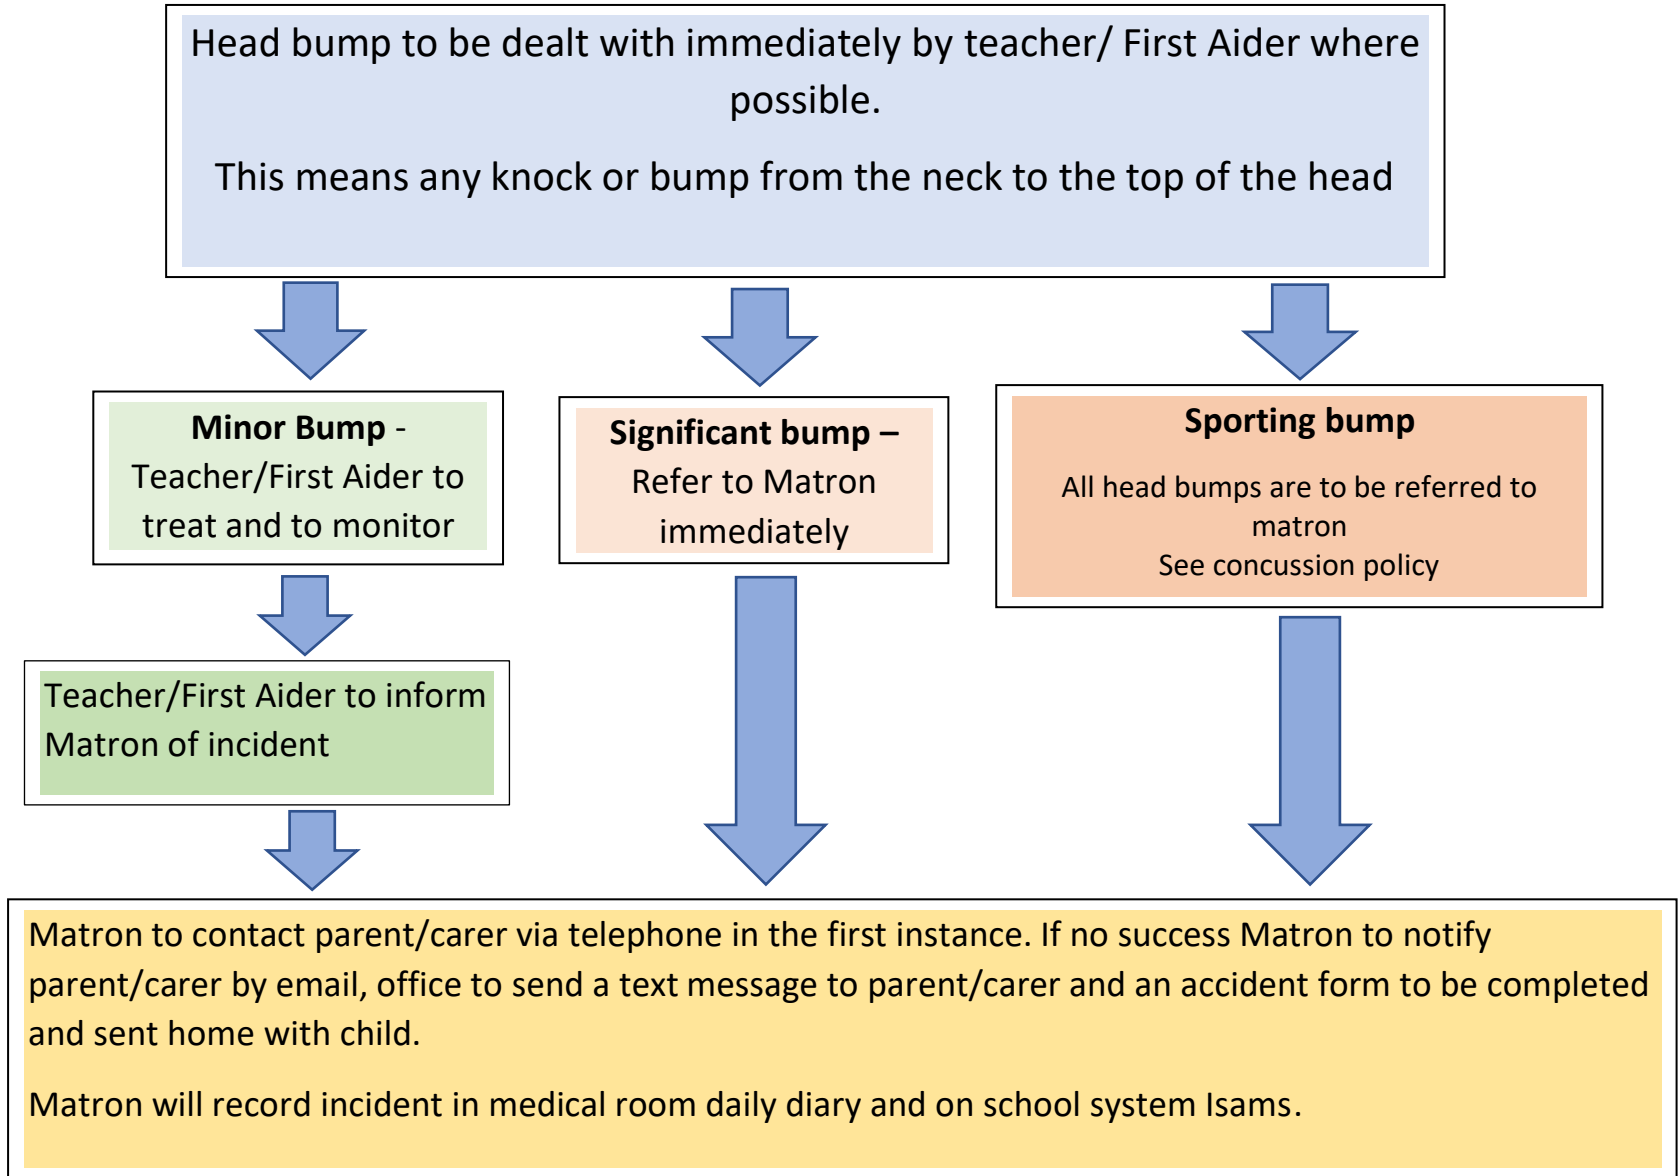 Head bump to be dealt with immediately by teacher/ First Aider where
possible.
This means any knock or bump from the neck to the top of the head
Minor Bump -
Teacher/First Aider to
treat and to monitor
Significant bump –
Refer to Matron
immediately
Sporting bump
All head bumps are to be referred to
matron
See concussion policy
Teacher/First Aider to inform
Matron of incident
Matron to contact parent/carer via telephone in the first instance. If no success Matron to notify
parent/carer by email, office to send a text message to parent/carer and an accident form to be completed
and sent home with child.
Matron will record incident in medical room daily diary and on school system Isams.